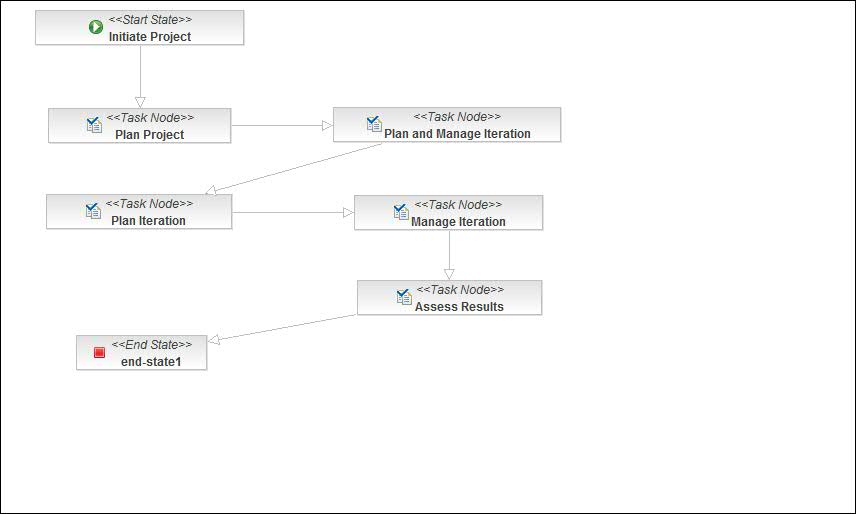 <<Start State>>
Initiate Project
<<Task Node>>
Plan Project
<<Task Node>>
Plan and Manage Iteration
<<Task Node>>
Plan Iteration
<<Task Node>>
Manage Iteration
<<Task Node>>
Assess Results
<<End State>>
end-state1